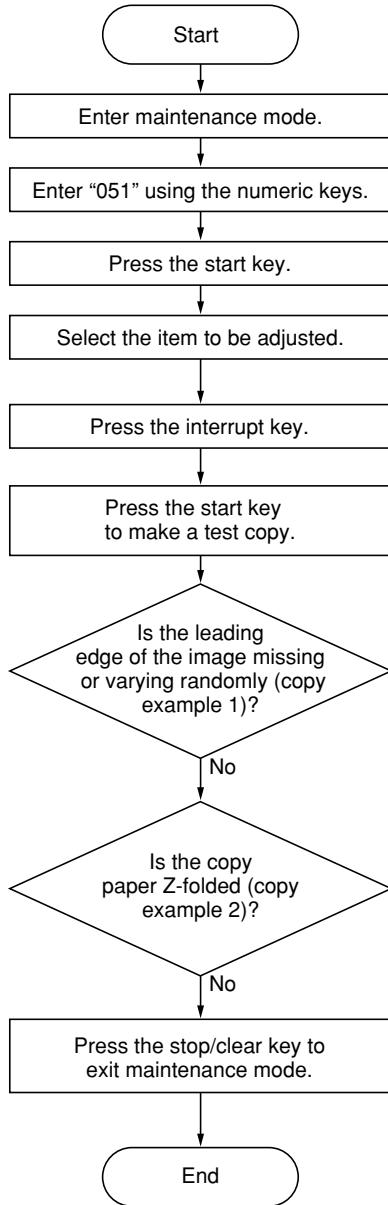 Start
Enter maintenance mode.
Enter “051” using the numeric keys.
Press the start key.
Select the item to be adjusted.
Press the interrupt key.
Press the start key
to make a test copy.
Is the leading
edge of the image missing
or varying randomly (copy
example 1)?
No
Is the copy
paper Z-folded (copy
example 2)?
No
Press the stop/clear key to
exit maintenance mode.
End